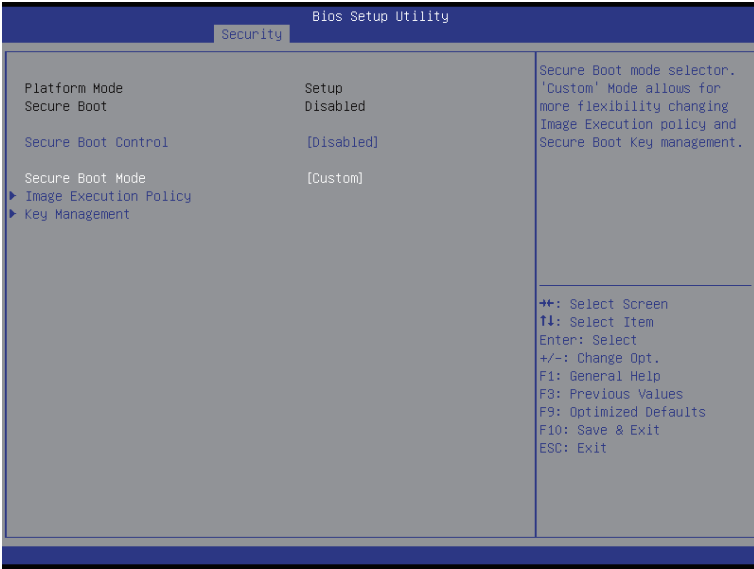 Bios Setup Utility
Security
Platform Mode Setup
Secure Boot Disabled
Secure Boot Control [Disabled]
Secure Boot Mode [Custom]
Image Execution Policy
Key Management
Secure Boot mode selector.
'Custom' Mode allows for
more flexibility changing
Image Execution policy and
Secure Boot Key management.
→←: Select Screen
↑↓: Select Item
Enter: Select
+/-: Change Opt.
F1: General Help
F3: Previous Values
F9: Optimized Defaults
F10: Save & Exit
ESC: Exit